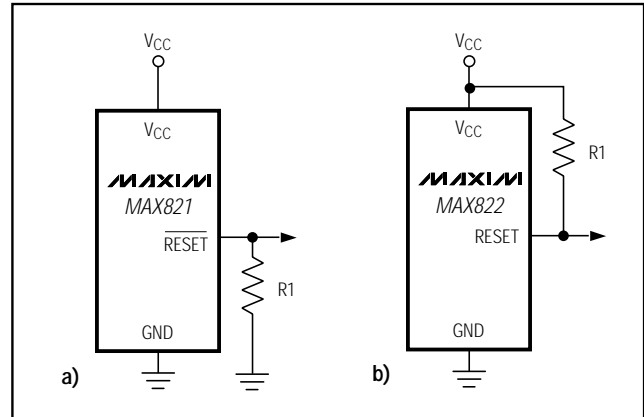 VCC
VCC
MAXIM
MAX821
RESET
R1
GND
a)
VCC
VCC
MAXIM
MAX822
RESET
R1
GND
b)